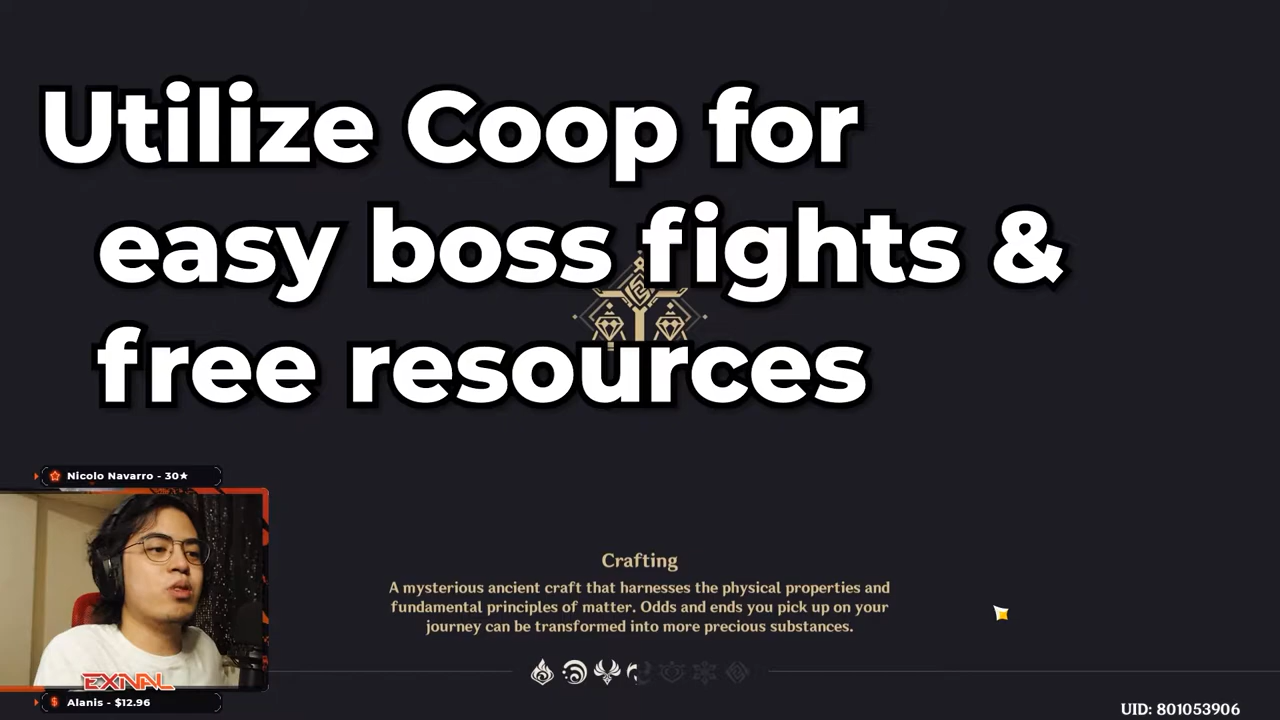 Utilize Coop for
easy boss fights &
free resources
Nicolo Navarro - 30★
EXNAL
Alanis - $12.96
Crafting
A mysterious ancient craft that harnesses the physical properties and
fundamental principles of matter. Odds and ends you pick up on your
journey can be transformed into more precious substances.
UID: 801053906